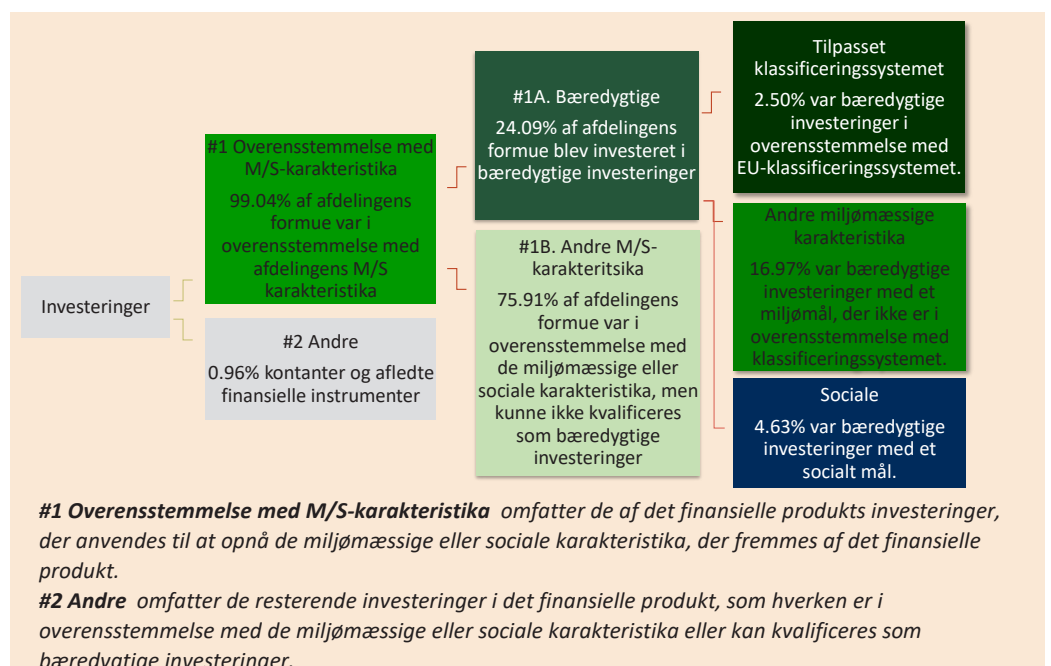 Investeringer
#1 Overensstemmelse med
M/S-karakteristika
99.04% af afdelingens
formue var i
overensstemmelse med
afdelingens M/S
karakteristika
#2 Andre
0.96% kontanter og afledte
finansielle instrumenter
#1A. Bæredygtige
24.09% af afdelingens
formue blev investeret i
bæredygtige investeringer
#1B. Andre M/S-
karakteritsika
75.91% af afdelingens
formue var i
overensstemmelse med
de miljømæssige eller
sociale karakteristika, men
kunne ikke kvalificeres
som bæredygtige
investeringer
Tilpasset
klassificeringssystemet
2.50% var bæredygtige
investeringer i
overensstemmelse med
EU-klassificeringssystemet.
Andre miljømæssige
karakteristika
16.97% var bæredygtige
investeringer med et
miljømål, der ikke er i
overensstemmelse med
klassificeringssystemet.
Sociale
4.63% var bæredygtige
investeringer med et
socialt mål.
#1 Overensstemmelse med M/S-karakteristika omfatter de af det finansielle produkts investeringer,
der anvendes til at opnå de miljømæssige eller sociale karakteristika, der fremmes af det finansielle
produkt.
#2 Andre omfatter de resterende investeringer i det finansielle produkt, som hverken er i
overensstemmelse med de miljømæssige eller sociale karakteristika eller kan kvalificeres som
bæredygtige investeringer.